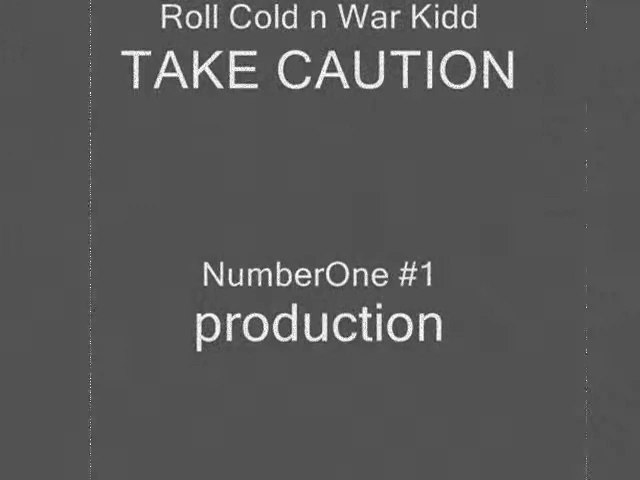 Roll Cold n War Kidd
TAKE CAUTION
NumberOne #1
production